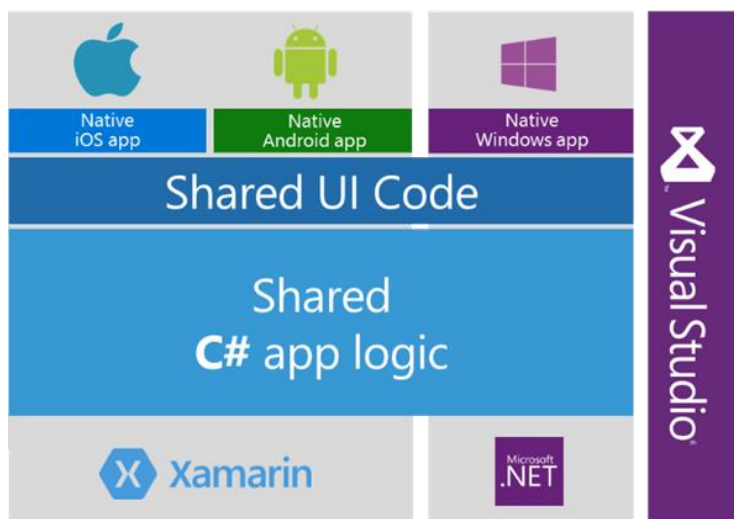 Native
iOS app
Native
Android app
Native
Windows app
Shared UI Code
Shared
C# app logic
Xamarin
Microsoft
.NET
Visual Studio